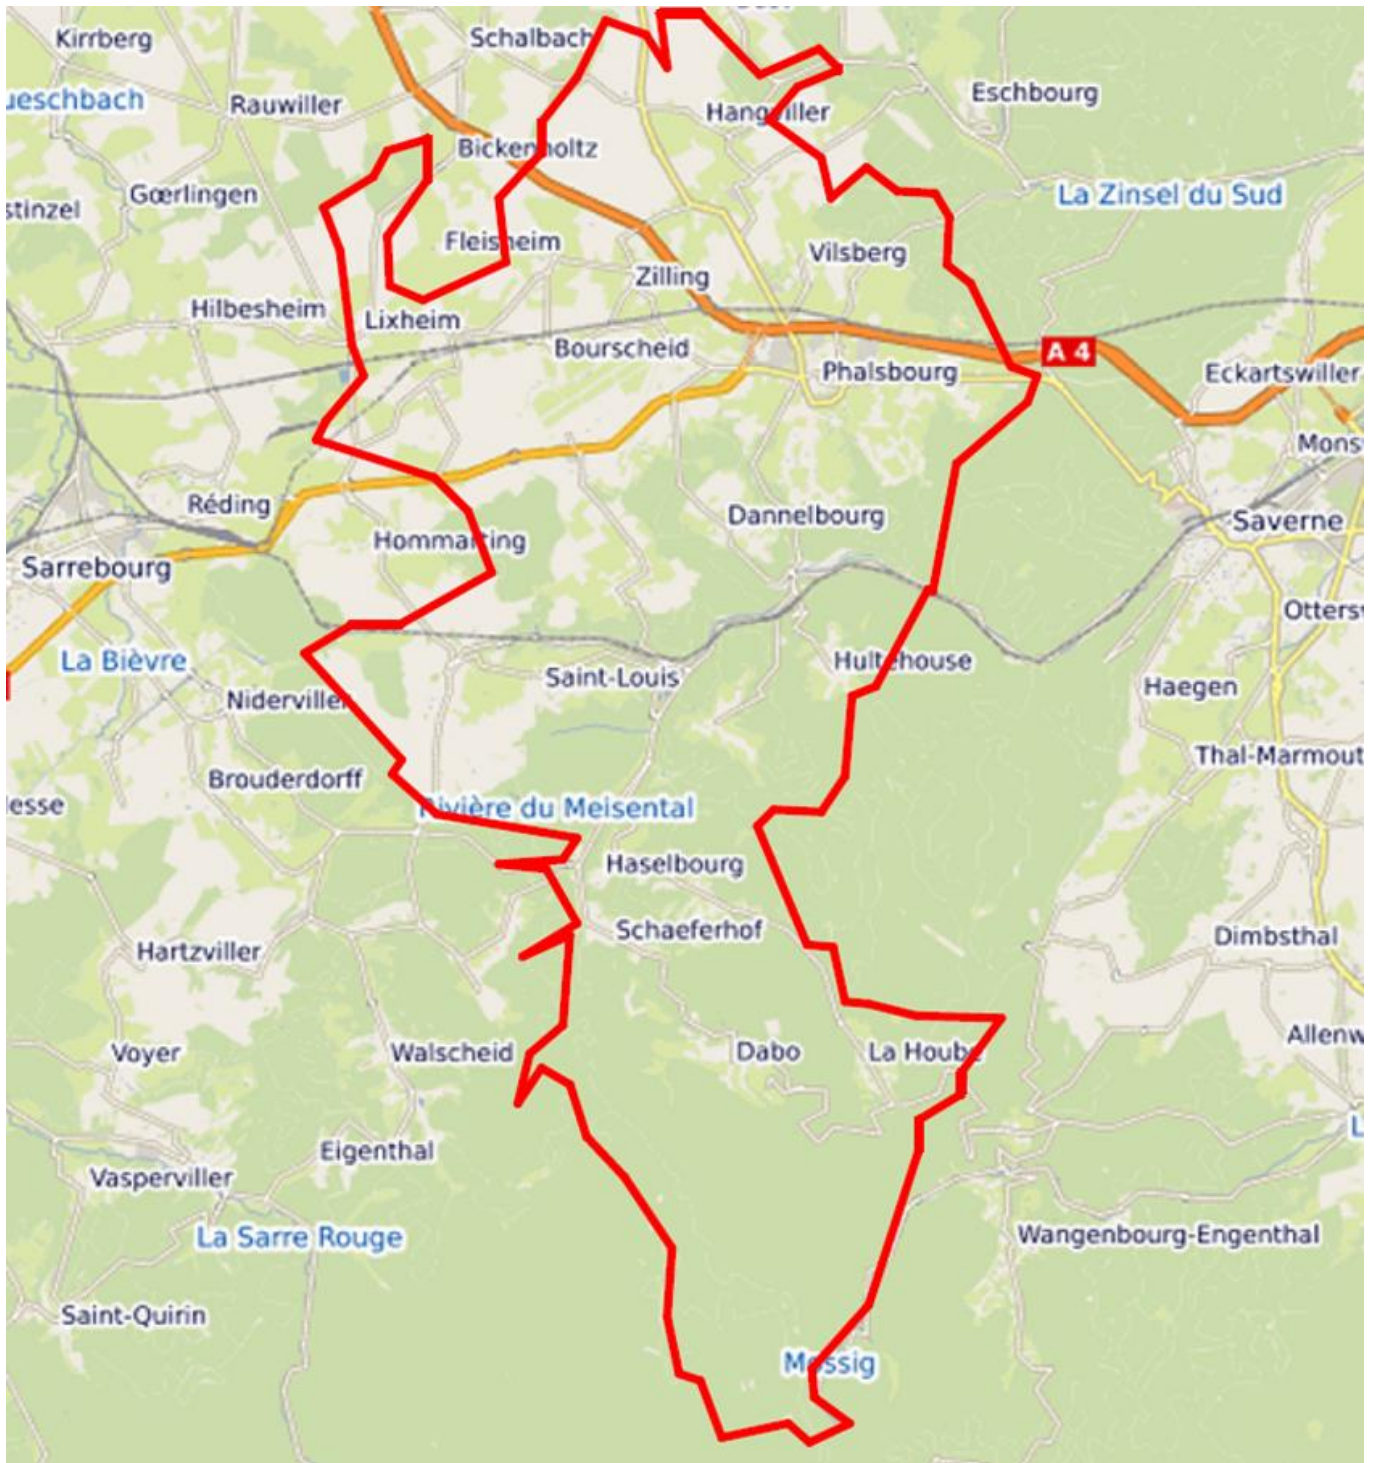 Kirrberg
Schalbach
ueschbach
Rauwiller
Hangviller
Eschbourg
Bickenholtz
Gœrlingen
stinzel
La Zinsel du Sud
Fleisheim
Vilsberg
Zilling
Hilbesheim
Lixheim
Bourscheid
A 4
Phalsbourg
Eckartswiller
Mons
Réding
Dannelbourg
Saverne
Hommarting
Sarrebourg
Otters
La Bièvre
Hultehouse
Saint-Louis
Haegen
Niderviller
Thal-Marmout
Brouderdorff
lesse
Rivière du Meisental
Haselbourg
Schaeferhof
Dimbsthal
Hartzviller
Allenw
Voyer
Walscheid
Dabo
La Houbе
L
Eigenthal
Vasperviller
La Sarre Rouge
Wangenbourg-Engenthal
Saint-Quirin
Mossig